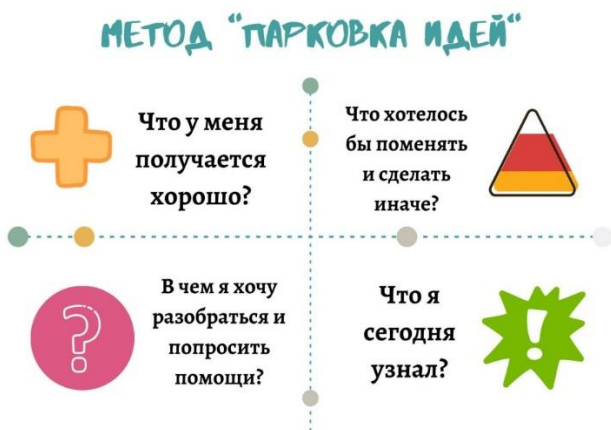 МЕТОД "ПАРКОВКА ИДЕЙ"
Что у меня
получается
хорошо?
Что хотелось
бы поменять
и сделать
иначе?
В чем я хочу
разобраться и
попросить
помощи?
?
Что я
сегодня
узнал?
!